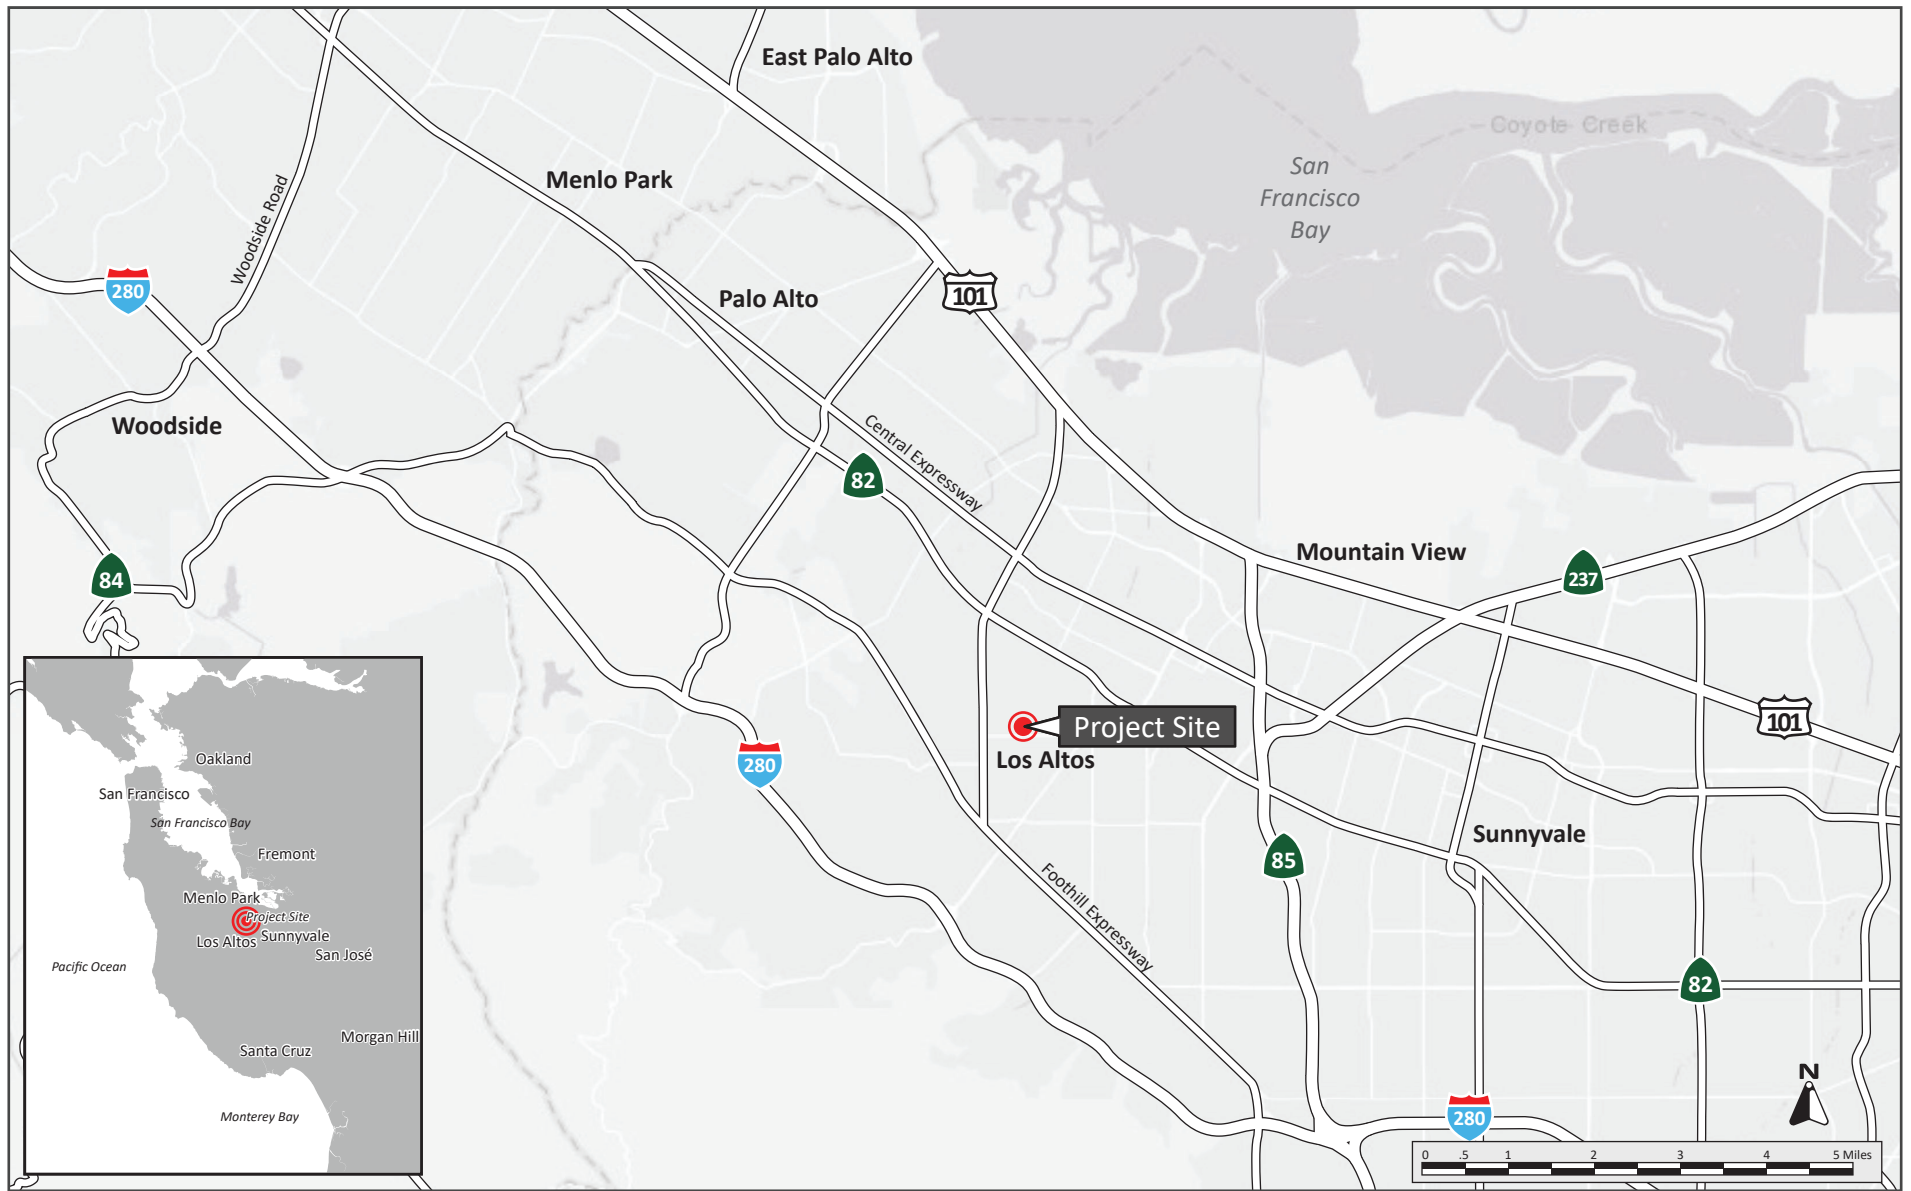 East Palo Alto
Coyote Creek
Menlo Park
San
Francisco
Bay
Woodside Road
280
Palo Alto
101
Woodside
Central Expressway
82
Mountain View
84
237
Project Site
Los Altos
101
280
Sunnyvale
85
Foothill Expressway
82
280
N
0 .5 1 2 3 4 5 Miles
Oakland
San Francisco
San Francisco Bay
Fremont
Menlo Park
Project Site
Los Altos
Sunnyvale
San José
Pacific Ocean
Morgan Hill
Santa Cruz
Monterey Bay